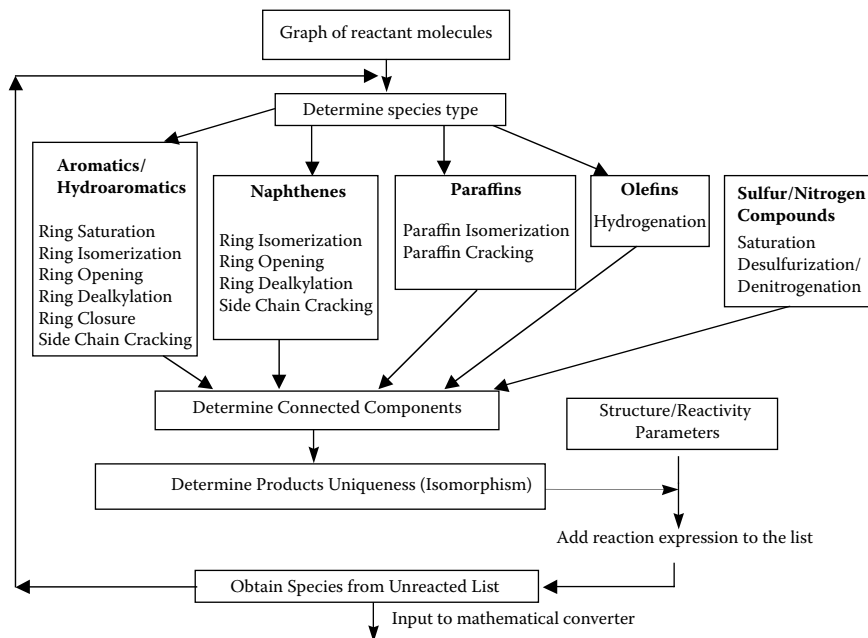 Graph of reactant molecules
Determine species type
Aromatics/
Hydroaromatics
Ring Saturation
Ring Isomerization
Ring Opening
Ring Dealkylation
Ring Closure
Side Chain Cracking
Naphthenes
Ring Isomerization
Ring Opening
Ring Dealkylation
Side Chain Cracking
Paraffins
Paraffin Isomerization
Paraffin Cracking
Olefins
Hydrogenation
Sulfur/Nitrogen
Compounds
Saturation
Desulfurization/
Denitrogenation
Determine Connected Components
Structure/Reactivity
Parameters
Determine Products Uniqueness (Isomorphism)
Add reaction expression to the list
Obtain Species from Unreacted List
Input to mathematical converter